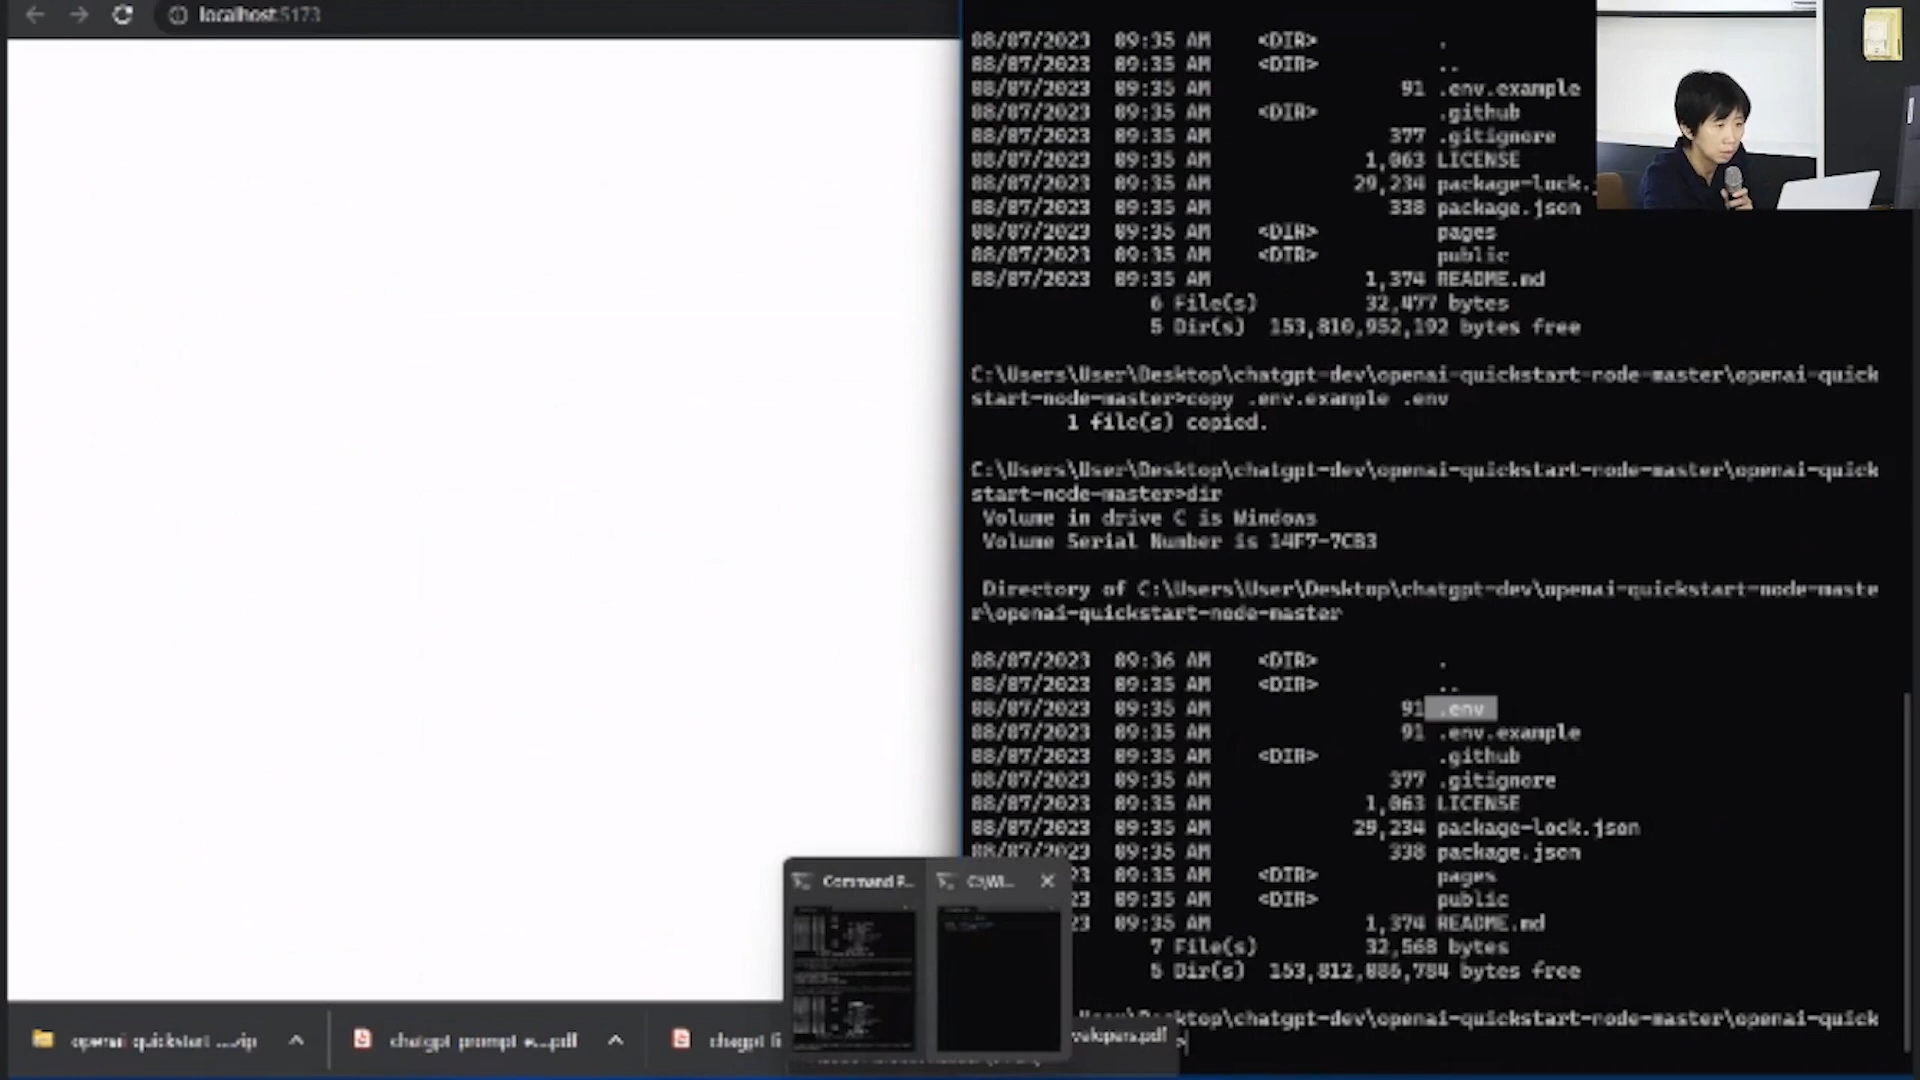 localhost:5173
08/07/2023 09:35 AM <DIR> .
08/07/2023 09:35 AM <DIR> ..
08/07/2023 09:35 AM 91 .env.example
08/07/2023 09:35 AM <DIR> .github
08/07/2023 09:35 AM 377 .gitignore
08/07/2023 09:35 AM 1,063 LICENSE
08/07/2023 09:35 AM 29,234 package-lock.
08/07/2023 09:35 AM 338 package.json
08/07/2023 09:35 AM <DIR> pages
08/07/2023 09:35 AM <DIR> public
08/07/2023 09:35 AM 1,374 README.md
6 File(s) 32,477 bytes
5 Dir(s) 153,810,952,192 bytes free
C:\Users\User\Desktop\chatgpt-dev\openai-quickstart-node-master\openai-quick
start-node-master>copy .env.example .env
1 file(s) copied.
C:\Users\User\Desktop\chatgpt-dev\openai-quickstart-node-master\openai-quick
start-node-master>dir
Volume in drive C is Windows
Volume Serial Number is 14F7-7CB3
Directory of C:\Users\User\Desktop\chatgpt-dev\openai-quickstart-node-maste
r\openai-quickstart-node-master
08/07/2023 09:36 AM <DIR> .
08/07/2023 09:35 AM <DIR> ..
08/07/2023 09:35 AM 91 .env
08/07/2023 09:35 AM 91 .env.example
08/07/2023 09:35 AM <DIR> .github
08/07/2023 09:35 AM 377 .gitignore
08/07/2023 09:35 AM 1,063 LICENSE
08/07/2023 09:35 AM 29,234 package-lock.json
08/07/2023 09:35 AM 338 package.json
23 09:35 AM <DIR> pages
23 09:35 AM <DIR> public
23 09:35 AM 1,374 README.md
7 File(s) 32,568 bytes
5 Dir(s) 153,812,086,784 bytes free
Users\User\Desktop\chatgpt-dev\openai-quickstart-node-master\openai-quick
Command P...
C:\Wi...
openai quickstart ....zip
chatgpt prompt e....pdf
velopers.pdf